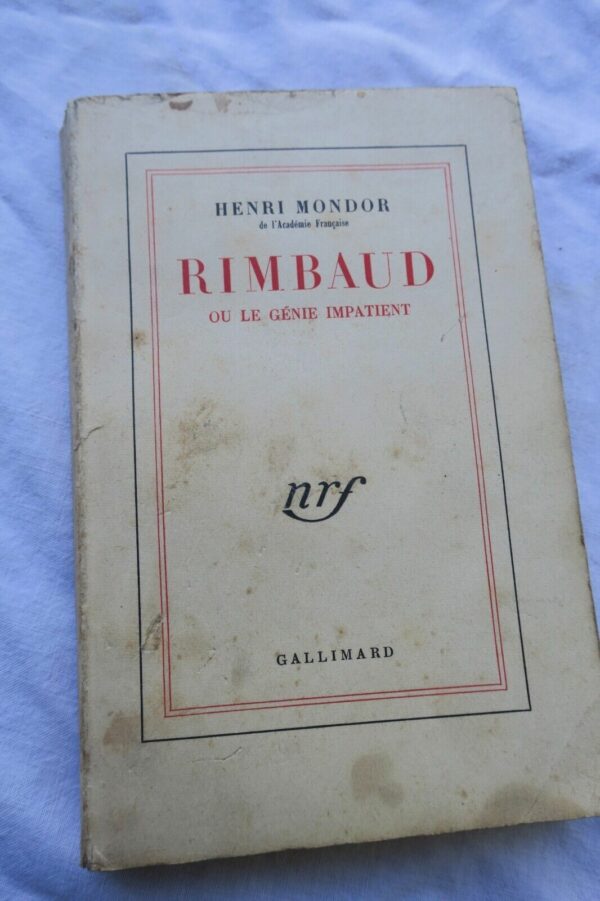 HENRI MONDOR
de l'Académie Française
RIMBAUD
OU LE GÉNIE IMPATIENT
nrf
GALLIMARD